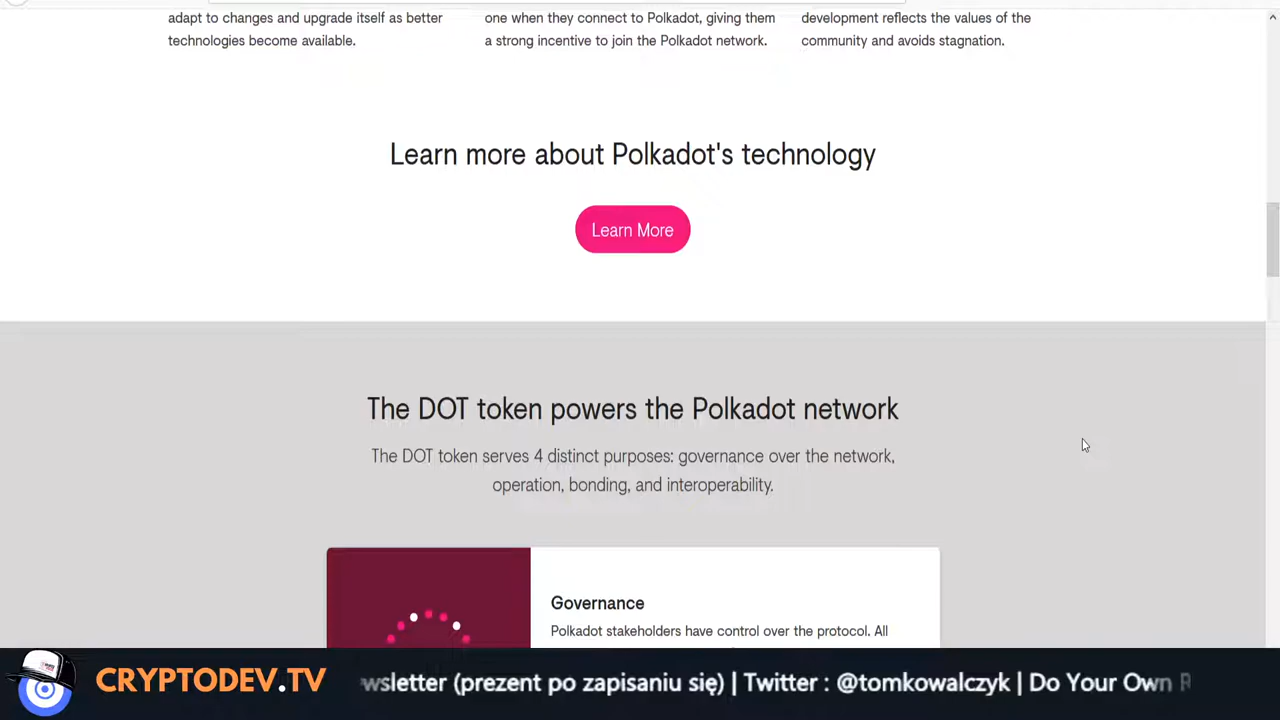 adapt to changes and upgrade itself as better
technologies become available.
one when they connect to Polkadot, giving them
a strong incentive to join the Polkadot network.
development reflects the values of the
community and avoids stagnation.
Learn more about Polkadot's technology
Learn More
The DOT token powers the Polkadot network
The DOT token serves 4 distinct purposes: governance over the network,
operation, bonding, and interoperability.
Governance
Polkadot stakeholders have control over the protocol. All
CRYPTODEV.TV
wsletter (prezent po zapisaniu się) | Twitter : @tomkowalczyk | Do Your Own R